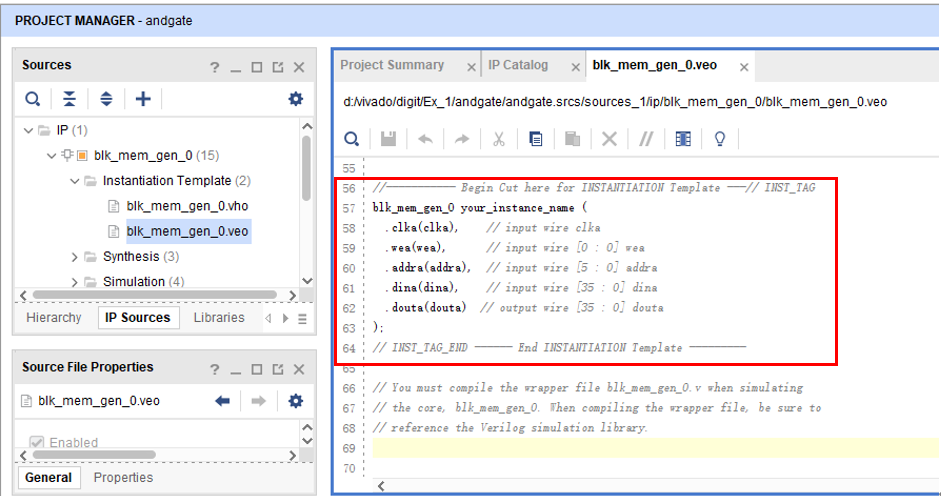 PROJECT MANAGER - andgate
Sources
IP (1)
blk_mem_gen_0 (15)
Instantiation Template (2)
blk_mem_gen_0.vho
blk_mem_gen_0.veo
Synthesis (3)
Simulation (4)
Hierarchy IP Sources Libraries
Source File Properties
blk_mem_gen_0.veo
Enabled
General Properties
Project Summary IP Catalog blk_mem_gen_0.veo
d:/vivado/digit/Ex_1/andgate/andgate.srcs/sources_1/ip/blk_mem_gen_0/blk_mem_gen_0.veo
55
56 //----------- Begin Cut here for INSTANTIATION Template ---// INST_TAG
57 blk_mem_gen_0 your_instance_name (
58 .clka(clka), // input wire clka
59 .wea(wea), // input wire [0 : 0] wea
60 .addra(addra), // input wire [5 : 0] addra
61 .dina(dina), // input wire [35 : 0] dina
62 .douta(douta) // output wire [35 : 0] douta
63 );
64 // INST_TAG_END ------ End INSTANTIATION Template ---------
65
66 // You must compile the wrapper file blk_mem_gen_0.v when simulating
67 // the core, blk_mem_gen_0. When compiling the wrapper file, be sure to
68 // reference the Verilog simulation library.
69
70